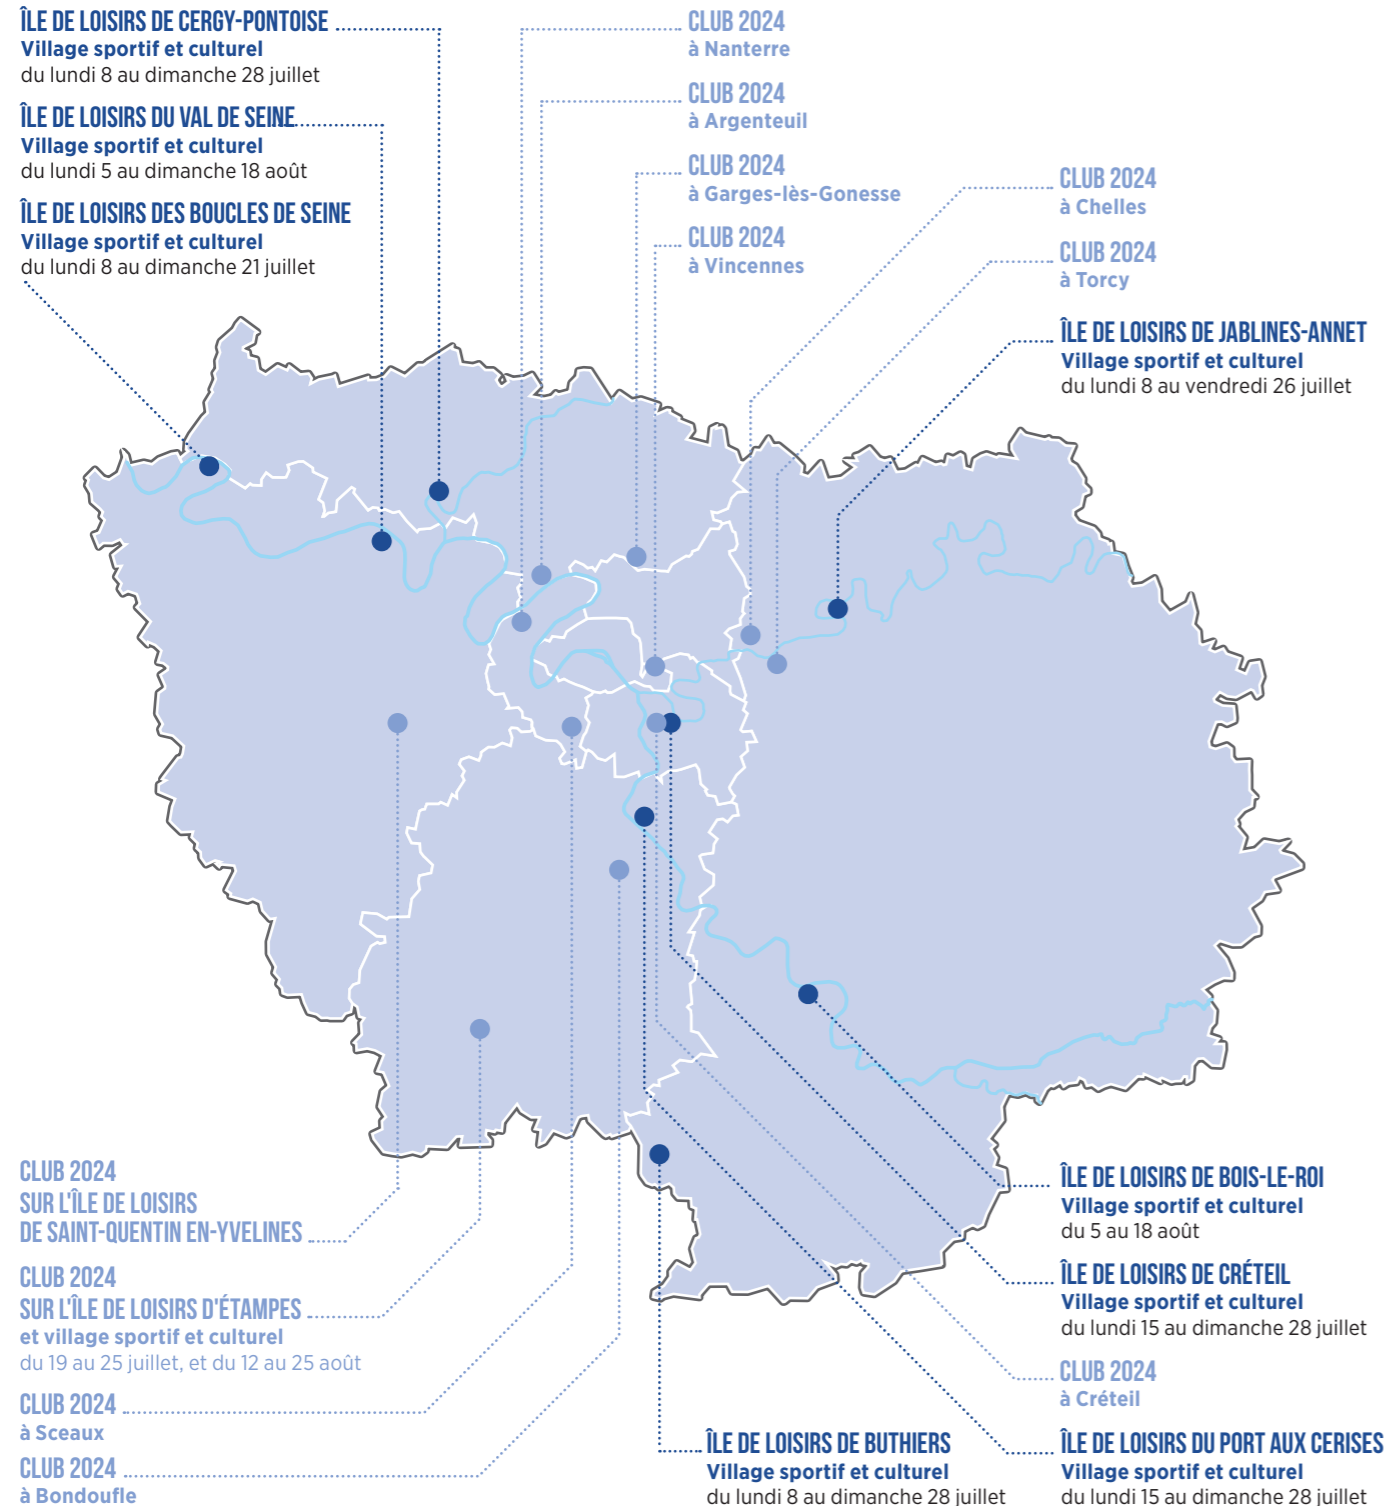 ÎLE DE LOISIRS DE CERGY-PONTOISE
Village sportif et culturel
du lundi 8 au dimanche 28 juillet
ÎLE DE LOISIRS DU VAL DE SEINE
Village sportif et culturel
du lundi 5 au dimanche 18 août
ÎLE DE LOISIRS DES BOUCLES DE SEINE
Village sportif et culturel
du lundi 8 au dimanche 21 juillet
CLUB 2024
à Nanterre
CLUB 2024
à Argenteuil
CLUB 2024
à Garges-lès-Gonesse
CLUB 2024
à Vincennes
CLUB 2024
à Chelles
CLUB 2024
à Torcy
ÎLE DE LOISIRS DE JABLINES-ANNET
Village sportif et culturel
du lundi 8 au vendredi 26 juillet
CLUB 2024
SUR L'ÎLE DE LOISIRS
DE SAINT-QUENTIN EN-YVELINES
CLUB 2024
SUR L'ÎLE DE LOISIRS D'ÉTAMPES
et village sportif et culturel
du 19 au 25 juillet, et du 12 au 25 août
CLUB 2024
à Sceaux
CLUB 2024
à Bondoufle
ÎLE DE LOISIRS DE BUTHIERS
Village sportif et culturel
du lundi 8 au dimanche 28 juillet
ÎLE DE LOISIRS DE BOIS-LE-ROI
Village sportif et culturel
du 5 au 18 août
ÎLE DE LOISIRS DE CRÉTEIL
Village sportif et culturel
du lundi 15 au dimanche 28 juillet
CLUB 2024
à Créteil
ÎLE DE LOISIRS DU PORT AUX CERISES
Village sportif et culturel
du lundi 15 au dimanche 28 juillet